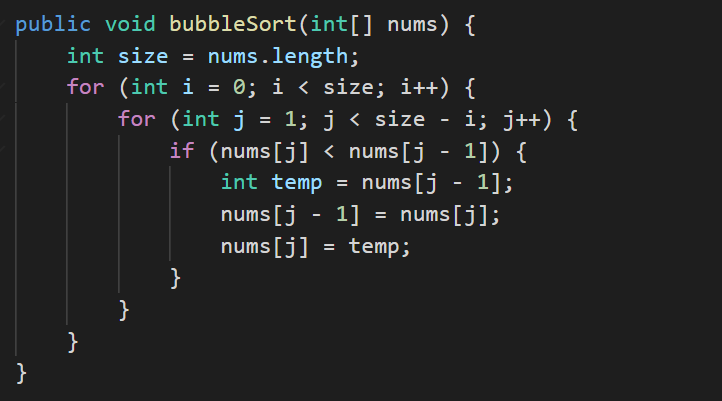 public void bubbleSort(int[] nums) {
    int size = nums.length;
    for (int i = 0; i < size; i++) {
        for (int j = 1; j < size - i; j++) {
            if (nums[j] < nums[j - 1]) {
                int temp = nums[j - 1];
                nums[j - 1] = nums[j];
                nums[j] = temp;
            }
        }
    }
}